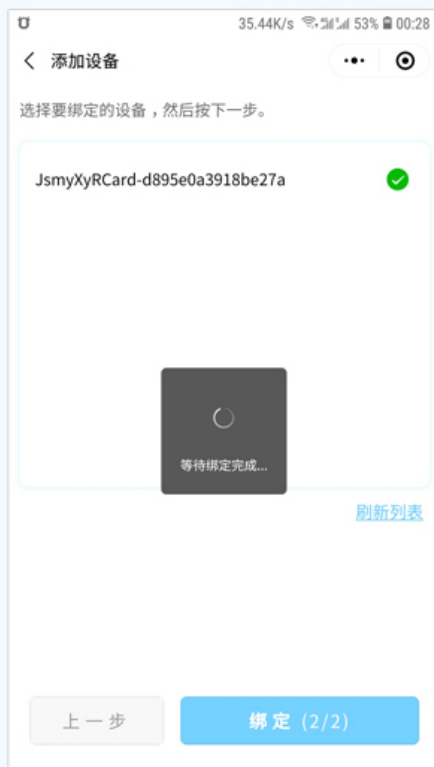 35.44K/s 53% 00:28
添加设备
选择要绑定的设备，然后按下一步。
JsmyXyRCard-d895e0a3918be27a
等待绑定完成...
刷新列表
上一步
绑定 (2/2)